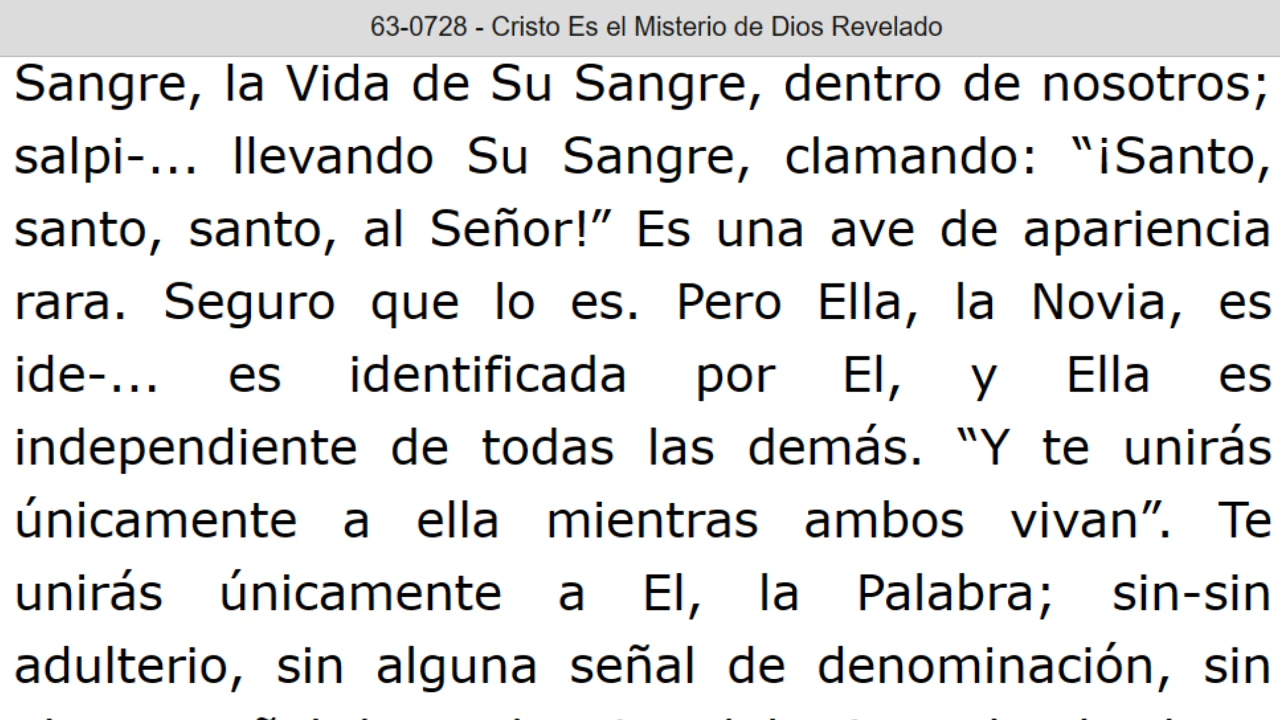 63-0728 - Cristo Es el Misterio de Dios Revelado
Sangre, la Vida de Su Sangre, dentro de nosotros;
salpi-... llevando Su Sangre, clamando: “¡Santo,
santo, santo, al Señor!” Es una ave de apariencia
rara. Seguro que lo es. Pero Ella, la Novia, es
ide-... es identificada por El, y Ella es
independiente de todas las demás. “Y te unirás
únicamente a ella mientras ambos vivan”. Te
unirás únicamente a El, la Palabra; sin-sin
adulterio, sin alguna señal de denominación, sin